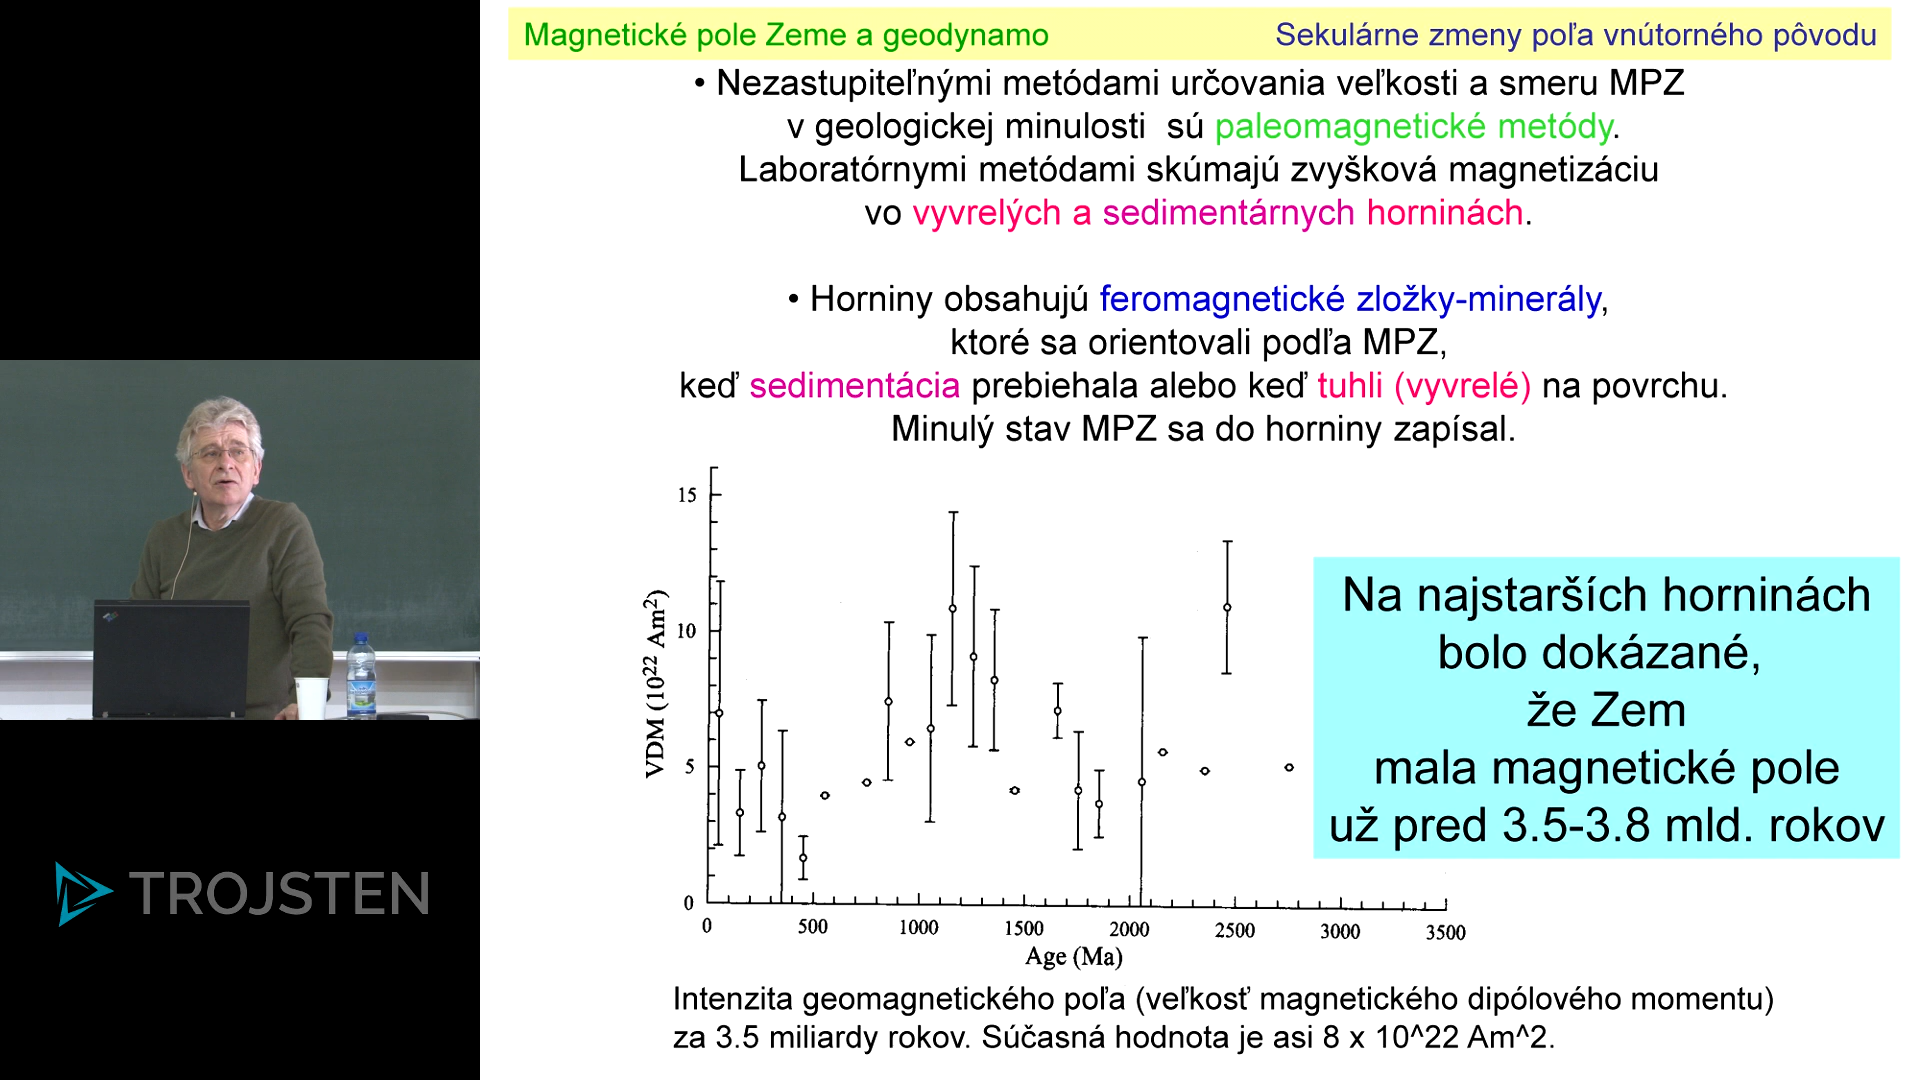 Magnetické pole Zeme a geodynamo
Sekulárne zmeny poľa vnútorného pôvodu
• Nezastupiteľnými metódami určovania veľkosti a smeru MPZ
v geologickej minulosti sú paleomagnetické metódy.
Laboratórnymi metódami skúmajú zvyšková magnetizáciu
vo vyvrelých a sedimentárnych horninách.
• Horniny obsahujú feromagnetické zložky-minerály,
ktoré sa orientovali podľa MPZ,
keď sedimentácia prebiehala alebo keď tuhli (vyvrelé) na povrchu.
Minulý stav MPZ sa do horniny zapísal.
15
10
5
0
VDM (10²² Am²)
0 500 1000 1500 2000 2500 3000 3500
Age (Ma)
Na najstarších horninách
bolo dokázané,
že Zem
mala magnetické pole
už pred 3.5-3.8 mld. rokov
Intenzita geomagnetického poľa (veľkosť magnetického dipólového momentu)
za 3.5 miliardy rokov. Súčasná hodnota je asi 8 x 10^22 Am^2.
TROJSTEN